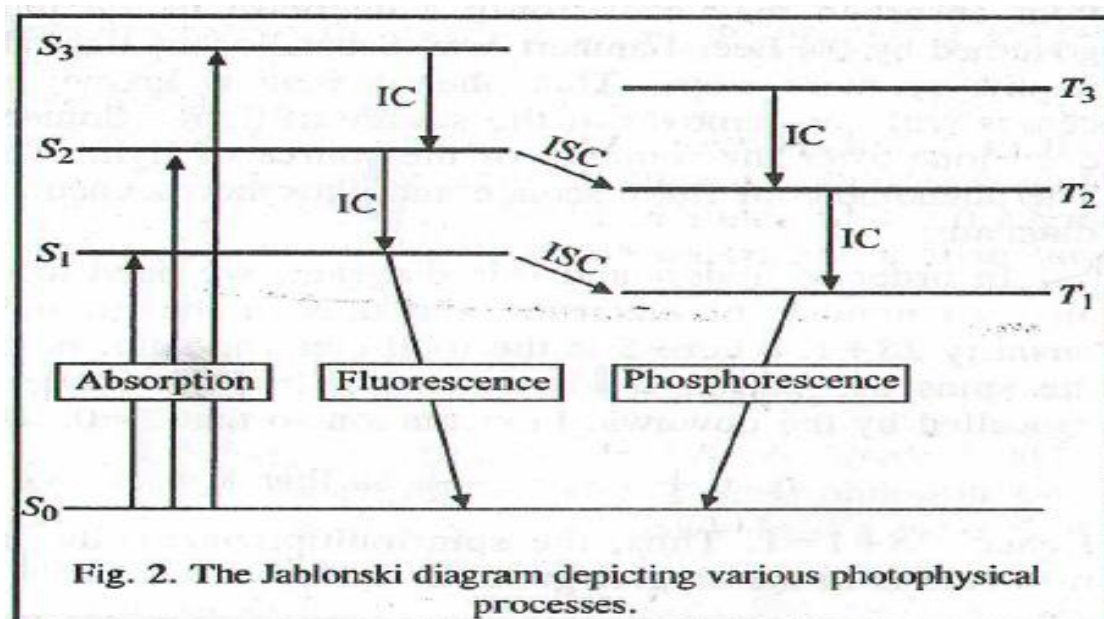 S3
T3
IC
IC
S2
ISC
T2
IC
IC
S1
ISC
T1
Absorption
Fluorescence
Phosphorescence
S0
Fig. 2. The Jablonski diagram depicting various photophysical
processes.